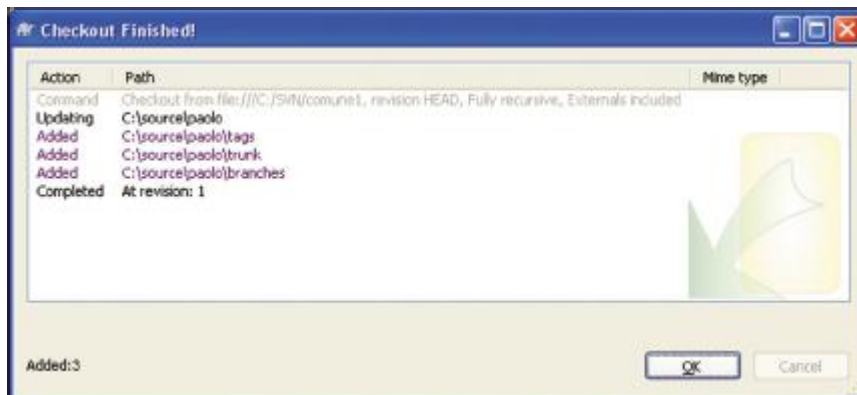 Checkout Finished!
Action Path Mime type
Command Checkout from file:///C:/SVN/comune1, revision HEAD, Fully recursive, Externals included
Updating C:\source\paolo
Added C:\source\paolo\tags
Added C:\source\paolo\trunk
Added C:\source\paolo\branches
Completed At revision: 1
Added:3
OK Cancel